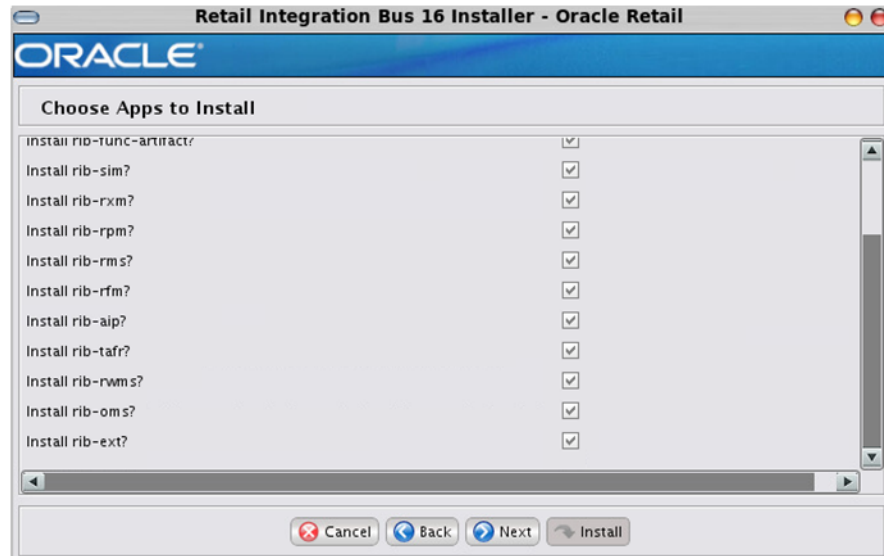 Retail Integration Bus 16 Installer - Oracle Retail
ORACLE®
Choose Apps to Install
Install rib-func-artifact?
Install rib-sim?
Install rib-rxm?
Install rib-rpm?
Install rib-rms?
Install rib-rfm?
Install rib-aip?
Install rib-tafr?
Install rib-rwms?
Install rib-oms?
Install rib-ext?
Cancel Back Next Install